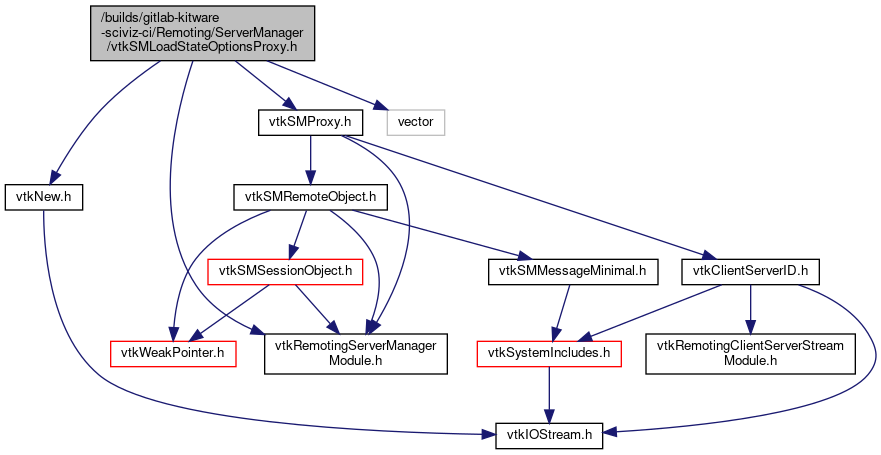 /builds/gitlab-kitware
-sciviz-ci/Remoting/ServerManager
/vtkSMLoadStateOptionsProxy.h
vtkSMProxy.h
vector
vtkNew.h
vtkSMRemoteObject.h
vtkSMSessionObject.h
vtkSMMessageMinimal.h
vtkClientServerID.h
vtkWeakPointer.h
vtkRemotingServerManager
Module.h
vtkSystemIncludes.h
vtkRemotingClientServerStream
Module.h
vtkIOStream.h